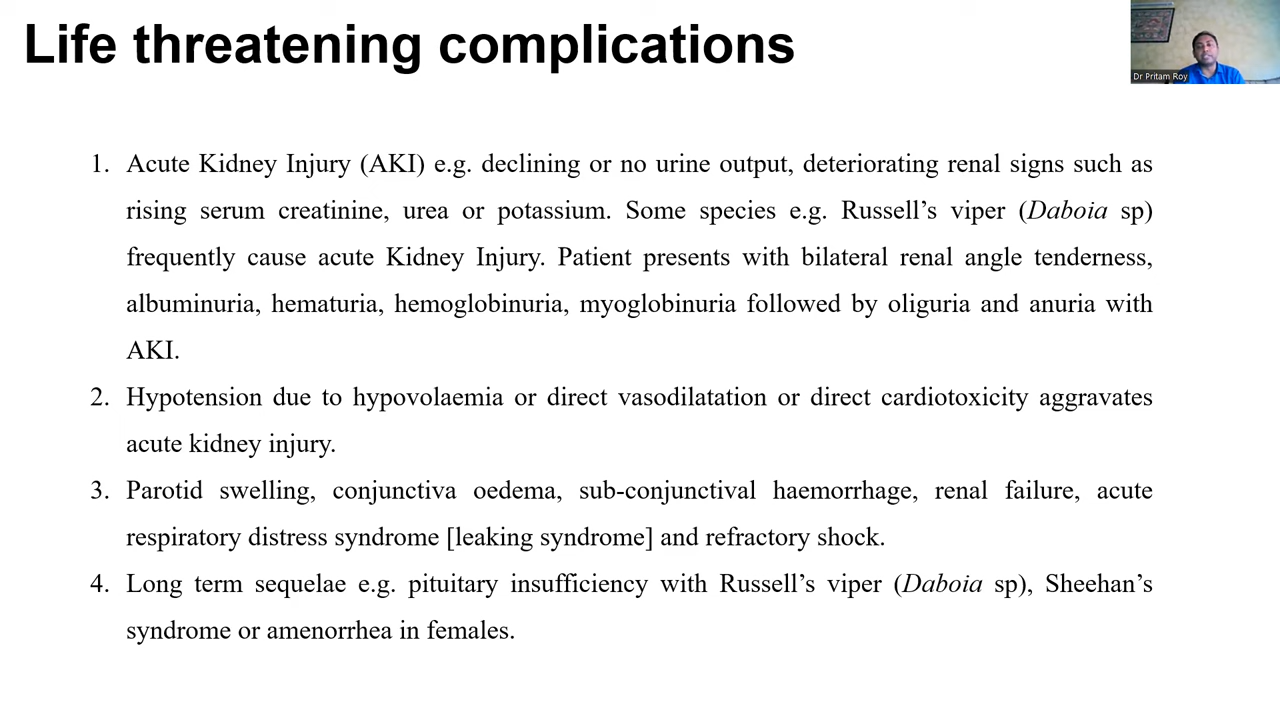 Life threatening complications
Dr Pritam Roy
1. Acute Kidney Injury (AKI) e.g. declining or no urine output, deteriorating renal signs such as
rising serum creatinine, urea or potassium. Some species e.g. Russell’s viper (Daboia sp)
frequently cause acute Kidney Injury. Patient presents with bilateral renal angle tenderness,
albuminuria, hematuria, hemoglobinuria, myoglobinuria followed by oliguria and anuria with
AKI.
2. Hypotension due to hypovolaemia or direct vasodilatation or direct cardiotoxicity aggravates
acute kidney injury.
3. Parotid swelling, conjunctiva oedema, sub-conjunctival haemorrhage, renal failure, acute
respiratory distress syndrome [leaking syndrome] and refractory shock.
4. Long term sequelae e.g. pituitary insufficiency with Russell’s viper (Daboia sp), Sheehan’s
syndrome or amenorrhea in females.